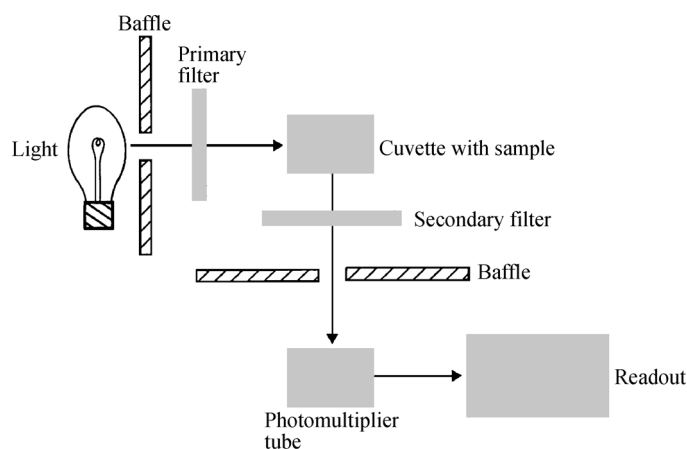 Baffle
Primary
filter
Light
Cuvette with sample
Secondary filter
Baffle
Readout
Photomultiplier
tube